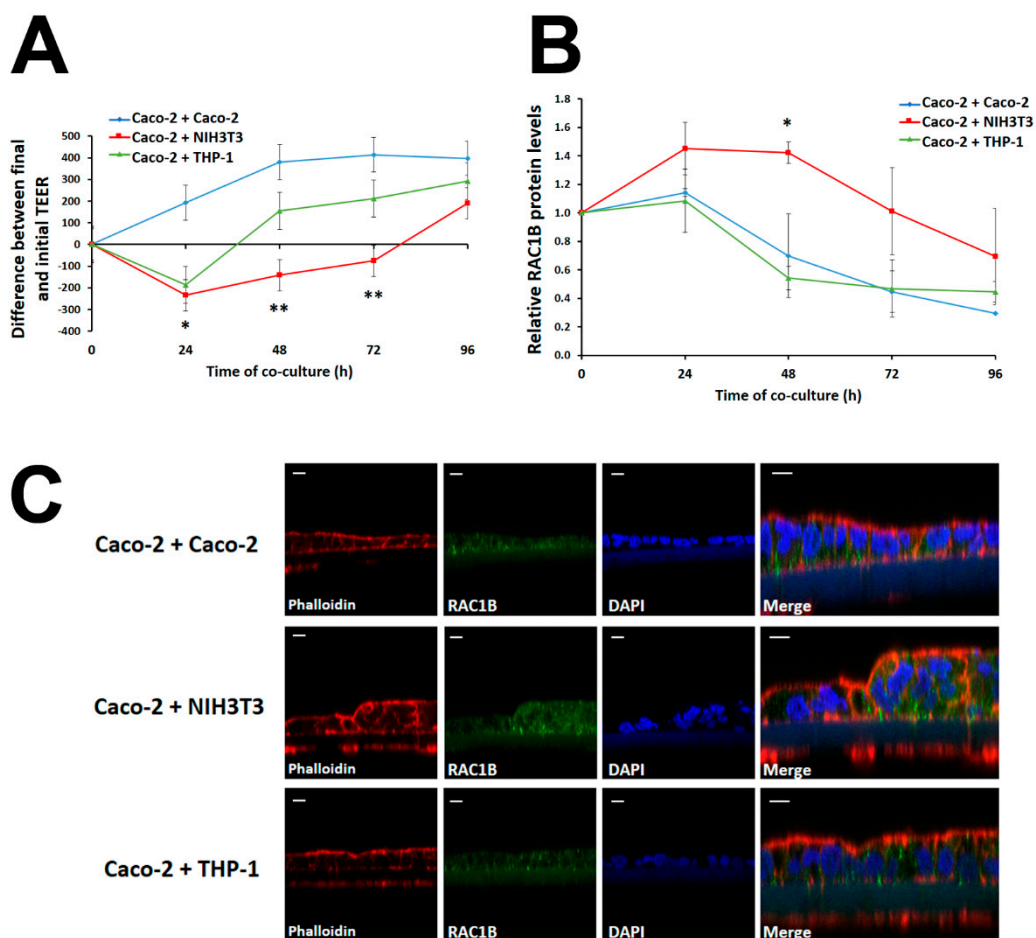 A
Caco-2 + Caco-2
Caco-2 + NIH3T3
Caco-2 + THP-1
Difference between final
and initial TEER
500
400
300
200
100
0
-100
-200
-300
-400
*
**
**
0
24
48
72
96
Time of co-culture (h)
B
Caco-2 + Caco-2
Caco-2 + NIH3T3
Caco-2 + THP-1
Relative RAC1B protein levels
1.8
1.6
1.4
1.2
1.0
0.8
0.6
0.4
0.2
0.0
*
0
24
48
72
96
Time of co-culture (h)
C
Caco-2 + Caco-2
Phalloidin
RAC1B
DAPI
Merge
Caco-2 + NIH3T3
Phalloidin
RAC1B
DAPI
Merge
Caco-2 + THP-1
Phalloidin
RAC1B
DAPI
Merge